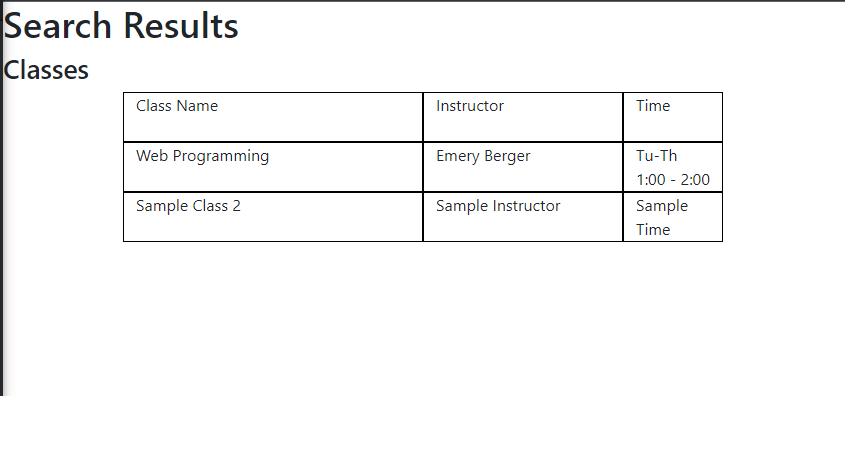 Search Results
Classes
Class Name Instructor Time
Web Programming Emery Berger Tu-Th
1:00 - 2:00
Sample Class 2 Sample Instructor Sample
Time